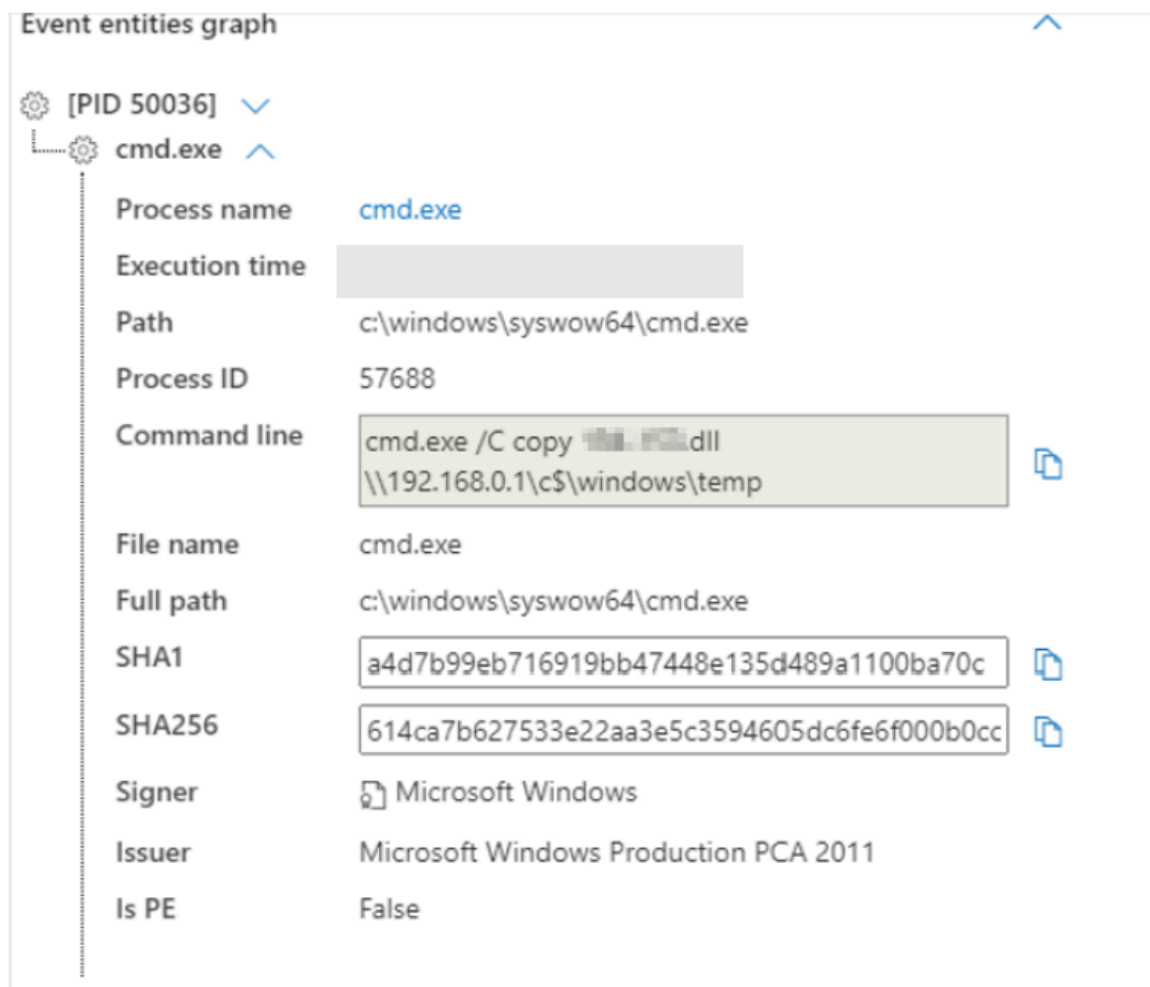 Event entities graph
[PID 50036]
cmd.exe
Process name cmd.exe
Execution time
Path c:\windows\syswow64\cmd.exe
Process ID 57688
Command line cmd.exe /C copy .dll
\\192.168.0.1\c$\windows\temp
File name cmd.exe
Full path c:\windows\syswow64\cmd.exe
SHA1 a4d7b99eb716919bb47448e135d489a1100ba70c
SHA256 614ca7b627533e22aa3e5c3594605dc6fe6f000b0cc
Signer Microsoft Windows
Issuer Microsoft Windows Production PCA 2011
Is PE False